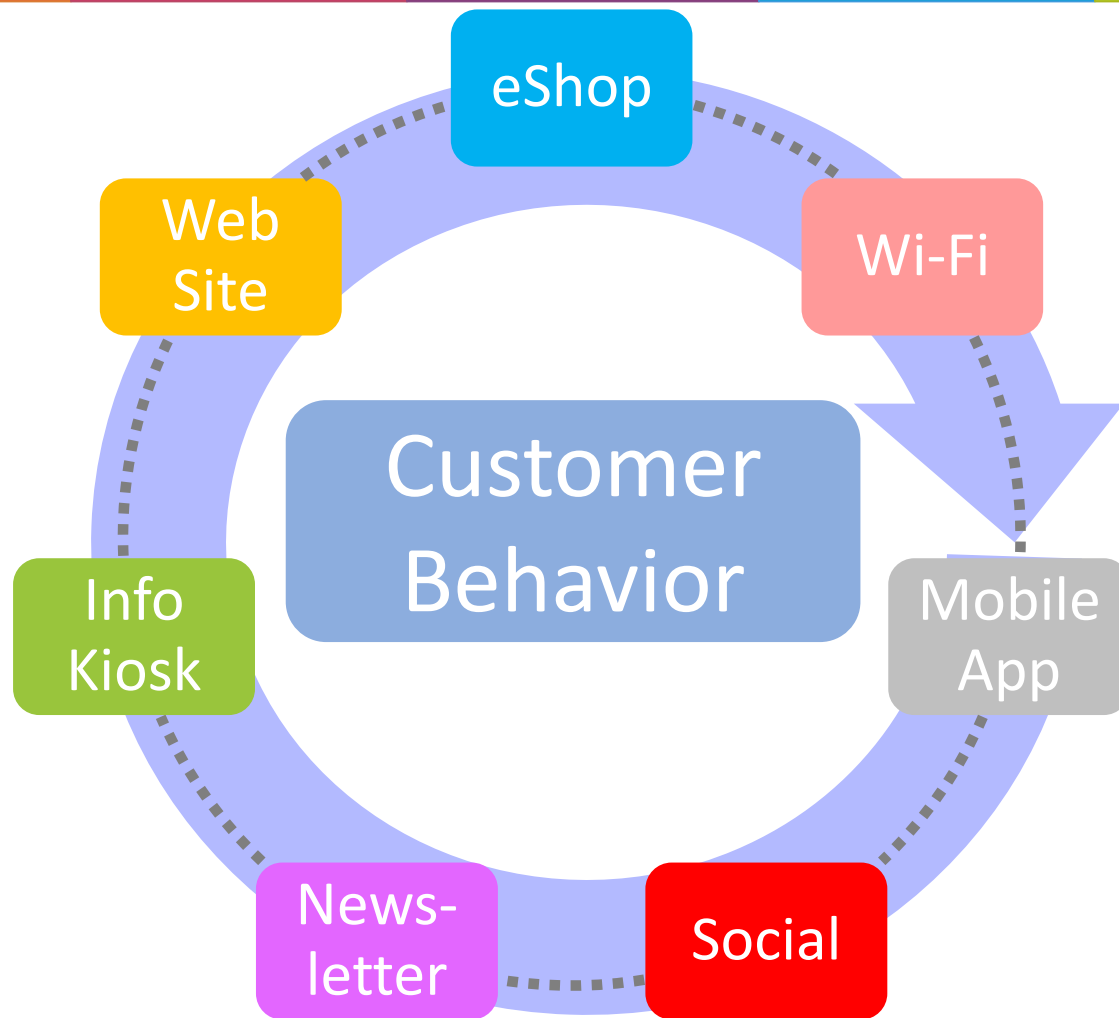 eShop
Wi-Fi
Mobile
App
Social
News-
letter
Info
Kiosk
Web
Site
Customer
Behavior